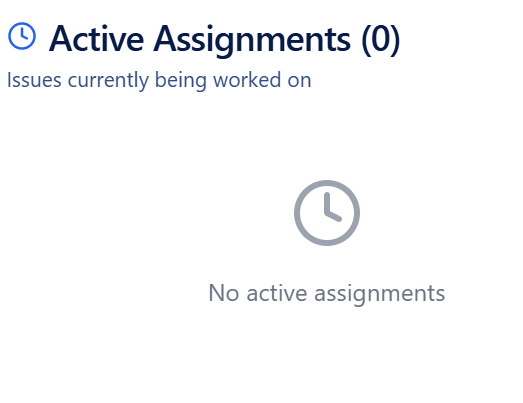 Active Assignments (0)
Issues currently being worked on
No active assignments